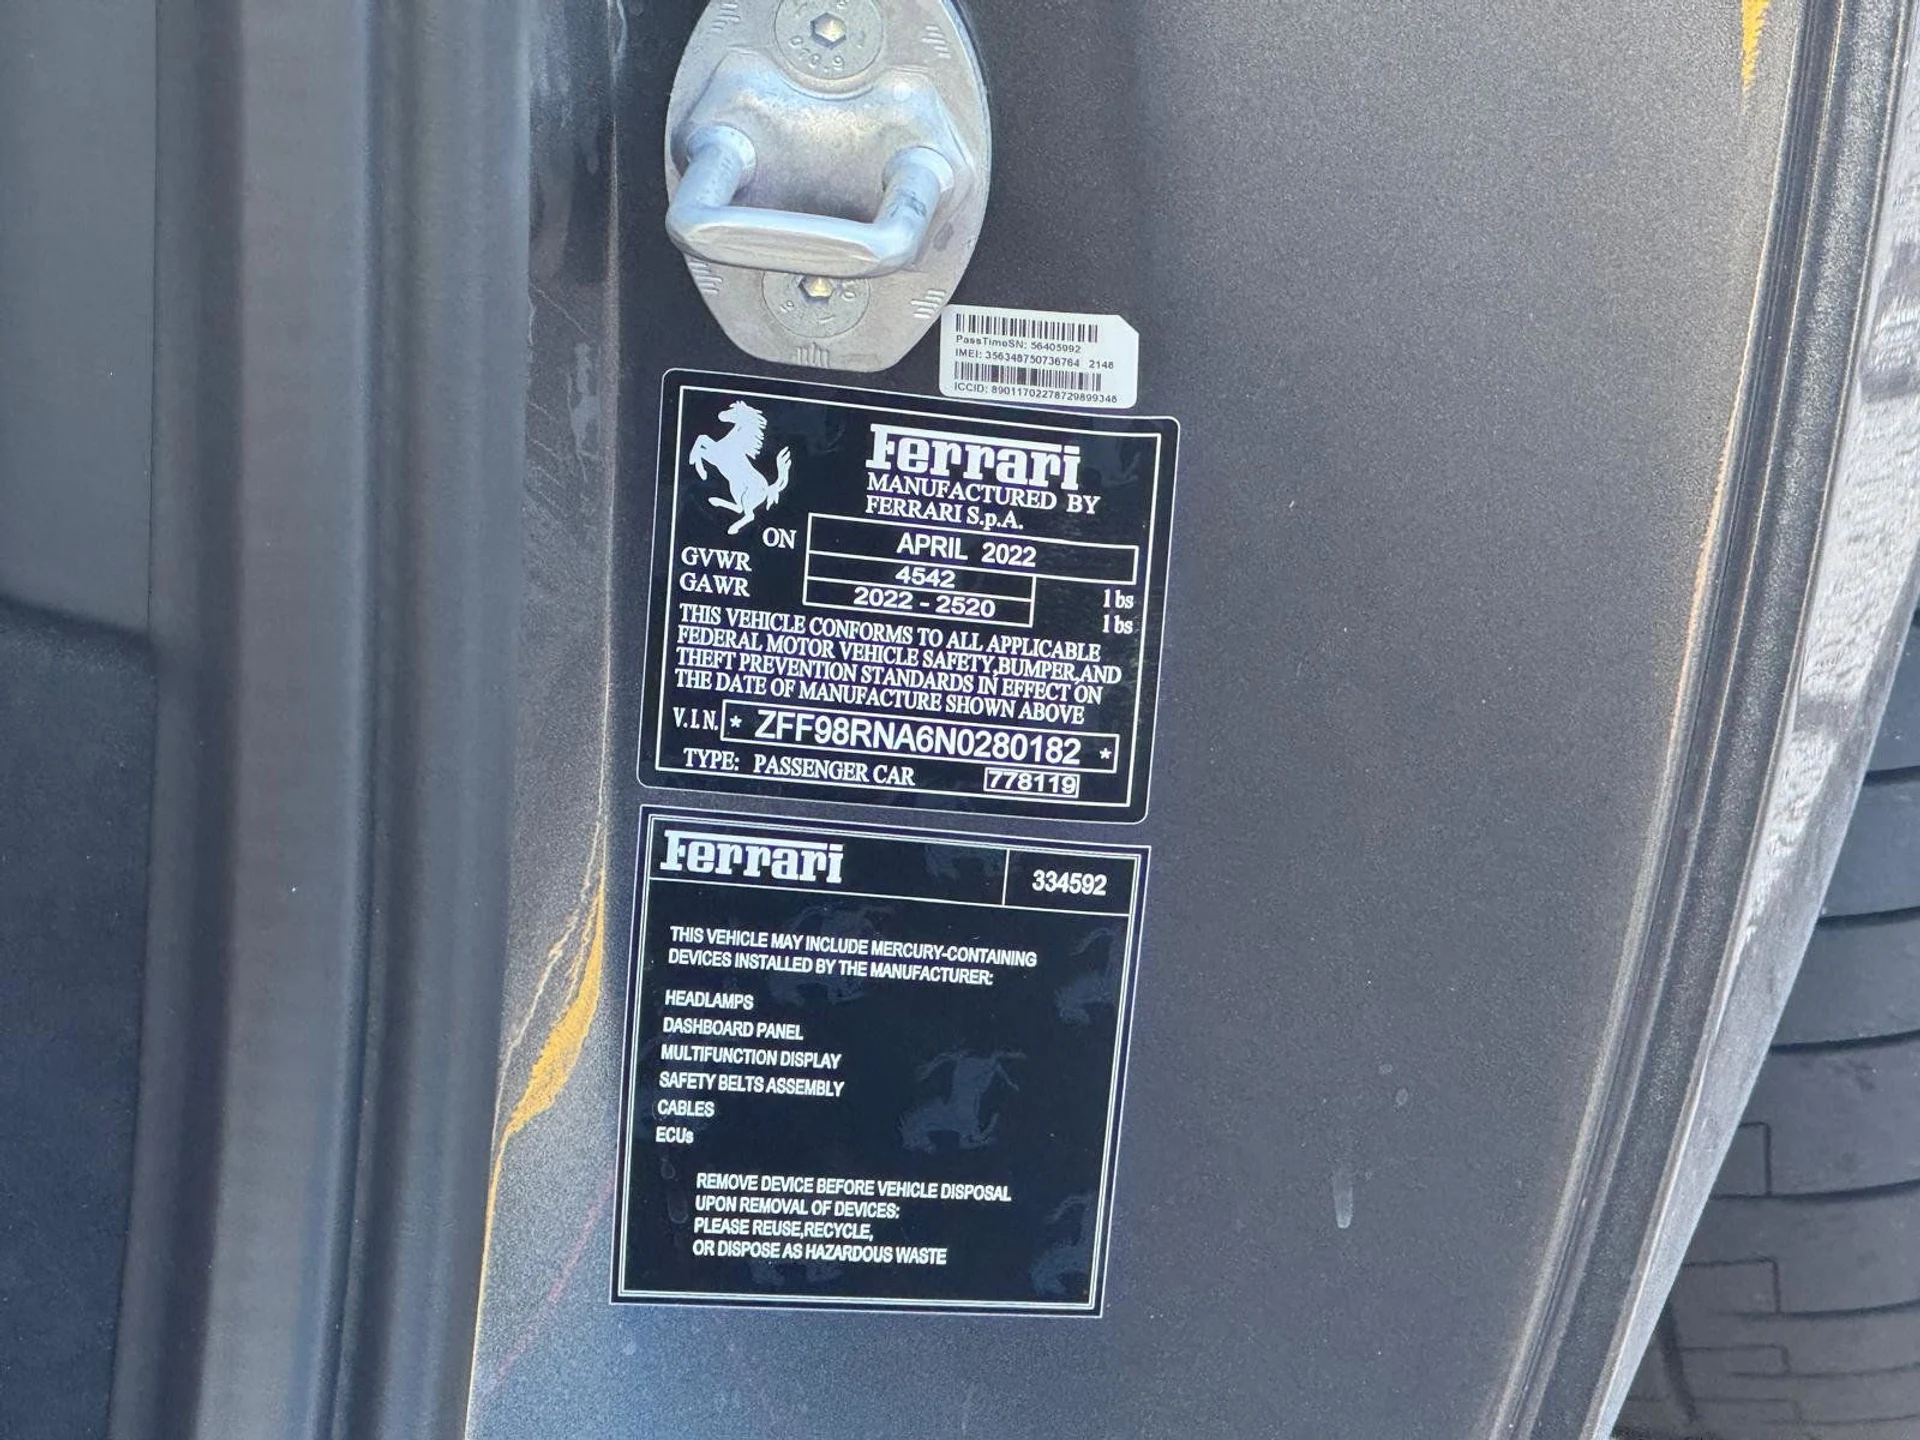 PassTimeSN: 56405992
IMEI: 356348750736764 2148
ICCID: 89011702278729899348
Ferrari
MANUFACTURED BY
FERRARI S.p.A.
ON APRIL 2022
GVWR 4542 lbs
GAWR 2022 - 2520 lbs
THIS VEHICLE CONFORMS TO ALL APPLICABLE
FEDERAL MOTOR VEHICLE SAFETY,BUMPER,AND
THEFT PREVENTION STANDARDS IN EFFECT ON
THE DATE OF MANUFACTURE SHOWN ABOVE
V.I.N. * ZFF98RNA6N0280182 *
TYPE: PASSENGER CAR 778119
Ferrari 334592
THIS VEHICLE MAY INCLUDE MERCURY-CONTAINING
DEVICES INSTALLED BY THE MANUFACTURER:
HEADLAMPS
DASHBOARD PANEL
MULTIFUNCTION DISPLAY
SAFETY BELTS ASSEMBLY
CABLES
ECUs
REMOVE DEVICE BEFORE VEHICLE DISPOSAL
UPON REMOVAL OF DEVICES:
PLEASE REUSE,RECYCLE,
OR DISPOSE AS HAZARDOUS WASTE